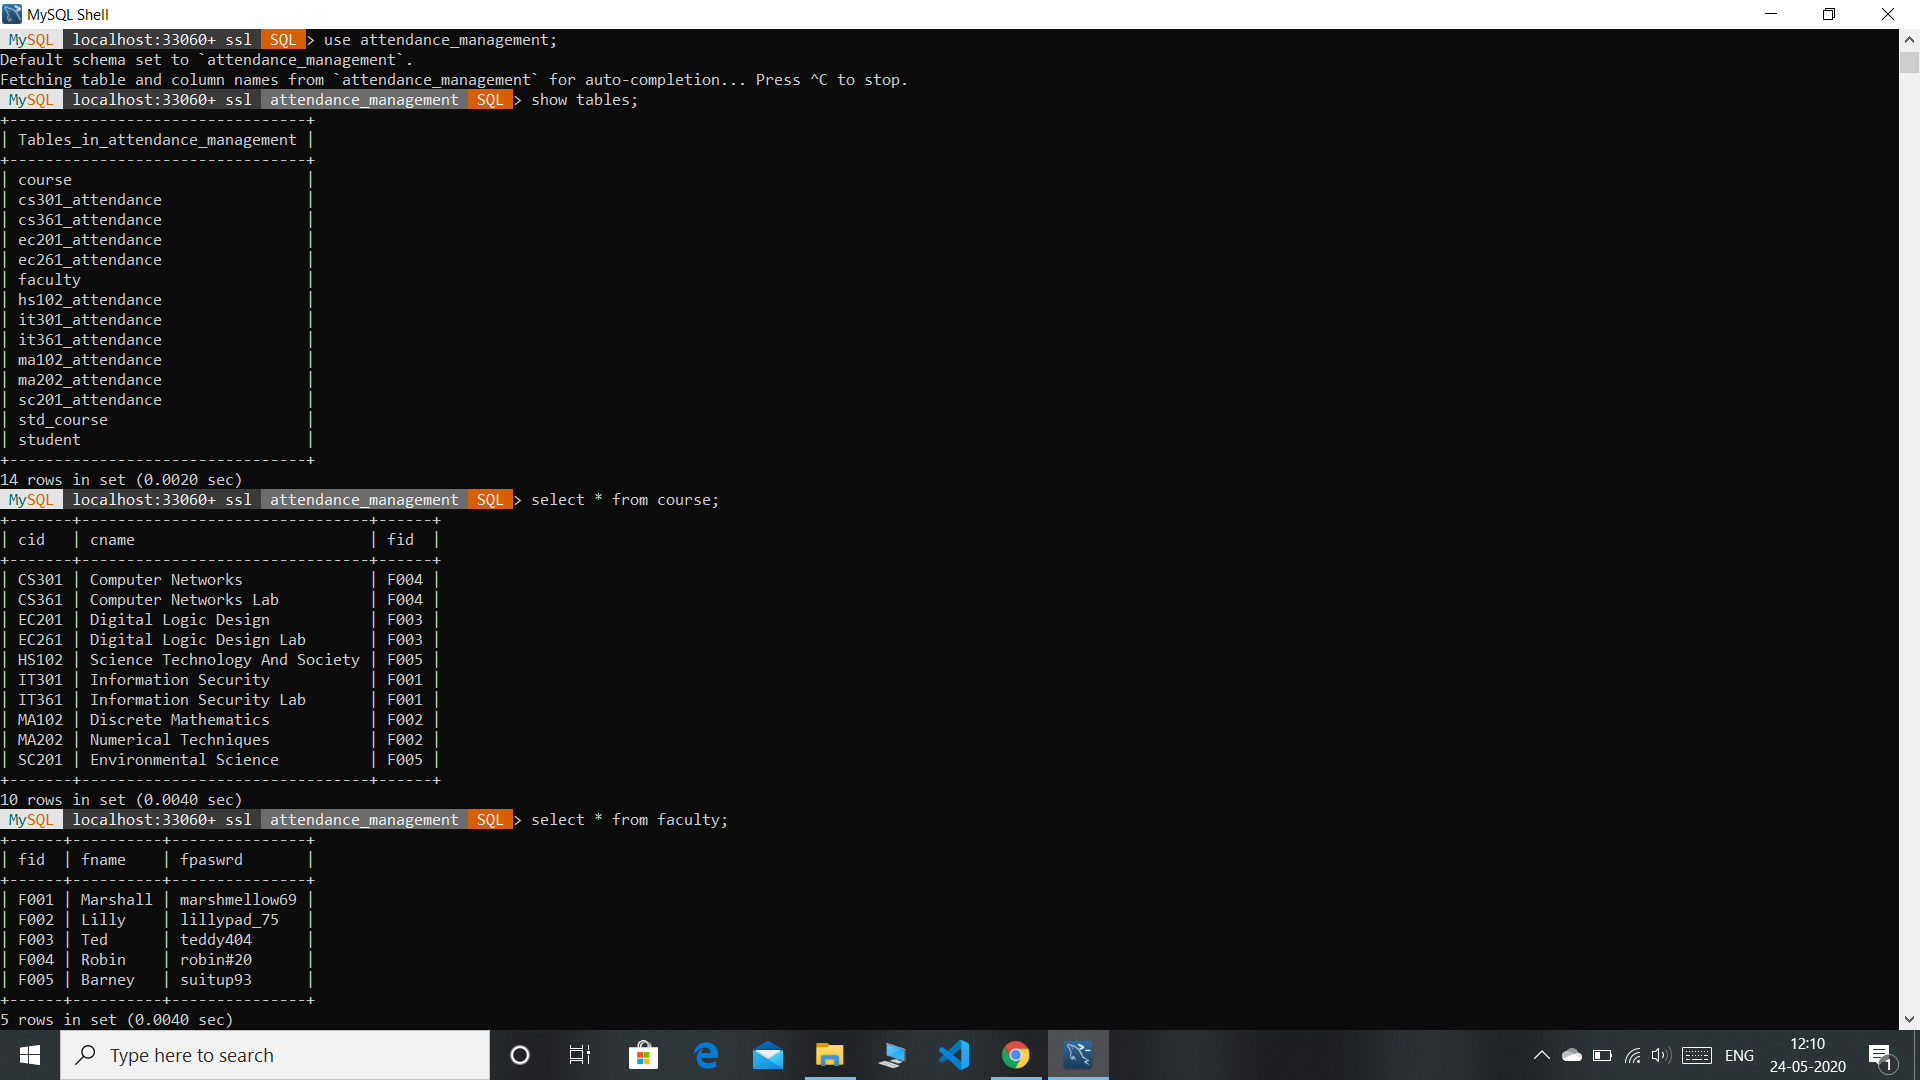 MySQL Shell
MySQL localhost:33060+ ssl SQL > use attendance_management;
Default schema set to `attendance_management`.
Fetching table and column names from `attendance_management` for auto-completion... Press ^C to stop.
MySQL localhost:33060+ ssl attendance_management SQL > show tables;
+---------------------------------+
| Tables_in_attendance_management |
+---------------------------------+
| course                          |
| cs301_attendance                |
| cs361_attendance                |
| ec201_attendance                |
| ec261_attendance                |
| faculty                         |
| hs102_attendance                |
| it301_attendance                |
| it361_attendance                |
| ma102_attendance                |
| ma202_attendance                |
| sc201_attendance                |
| std_course                      |
| student                         |
+---------------------------------+
14 rows in set (0.0020 sec)
MySQL localhost:33060+ ssl attendance_management SQL > select * from course;
+-------+--------------------------------+------+
| cid   | cname                          | fid  |
+-------+--------------------------------+------+
| CS301 | Computer Networks              | F004 |
| CS361 | Computer Networks Lab          | F004 |
| EC201 | Digital Logic Design           | F003 |
| EC261 | Digital Logic Design Lab       | F003 |
| HS102 | Science Technology And Society | F005 |
| IT301 | Information Security           | F001 |
| IT361 | Information Security Lab       | F001 |
| MA102 | Discrete Mathematics           | F002 |
| MA202 | Numerical Techniques           | F002 |
| SC201 | Environmental Science          | F005 |
+-------+--------------------------------+------+
10 rows in set (0.0040 sec)
MySQL localhost:33060+ ssl attendance_management SQL > select * from faculty;
+------+----------+---------------+
| fid  | fname    | fpaswrd       |
+------+----------+---------------+
| F001 | Marshall | marshmellow69 |
| F002 | Lilly    | lillypad_75   |
| F003 | Ted      | teddy404      |
| F004 | Robin    | robin#20      |
| F005 | Barney   | suitup93      |
+------+----------+---------------+
5 rows in set (0.0040 sec)
Type here to search
ENG
12:10
24-05-2020
1